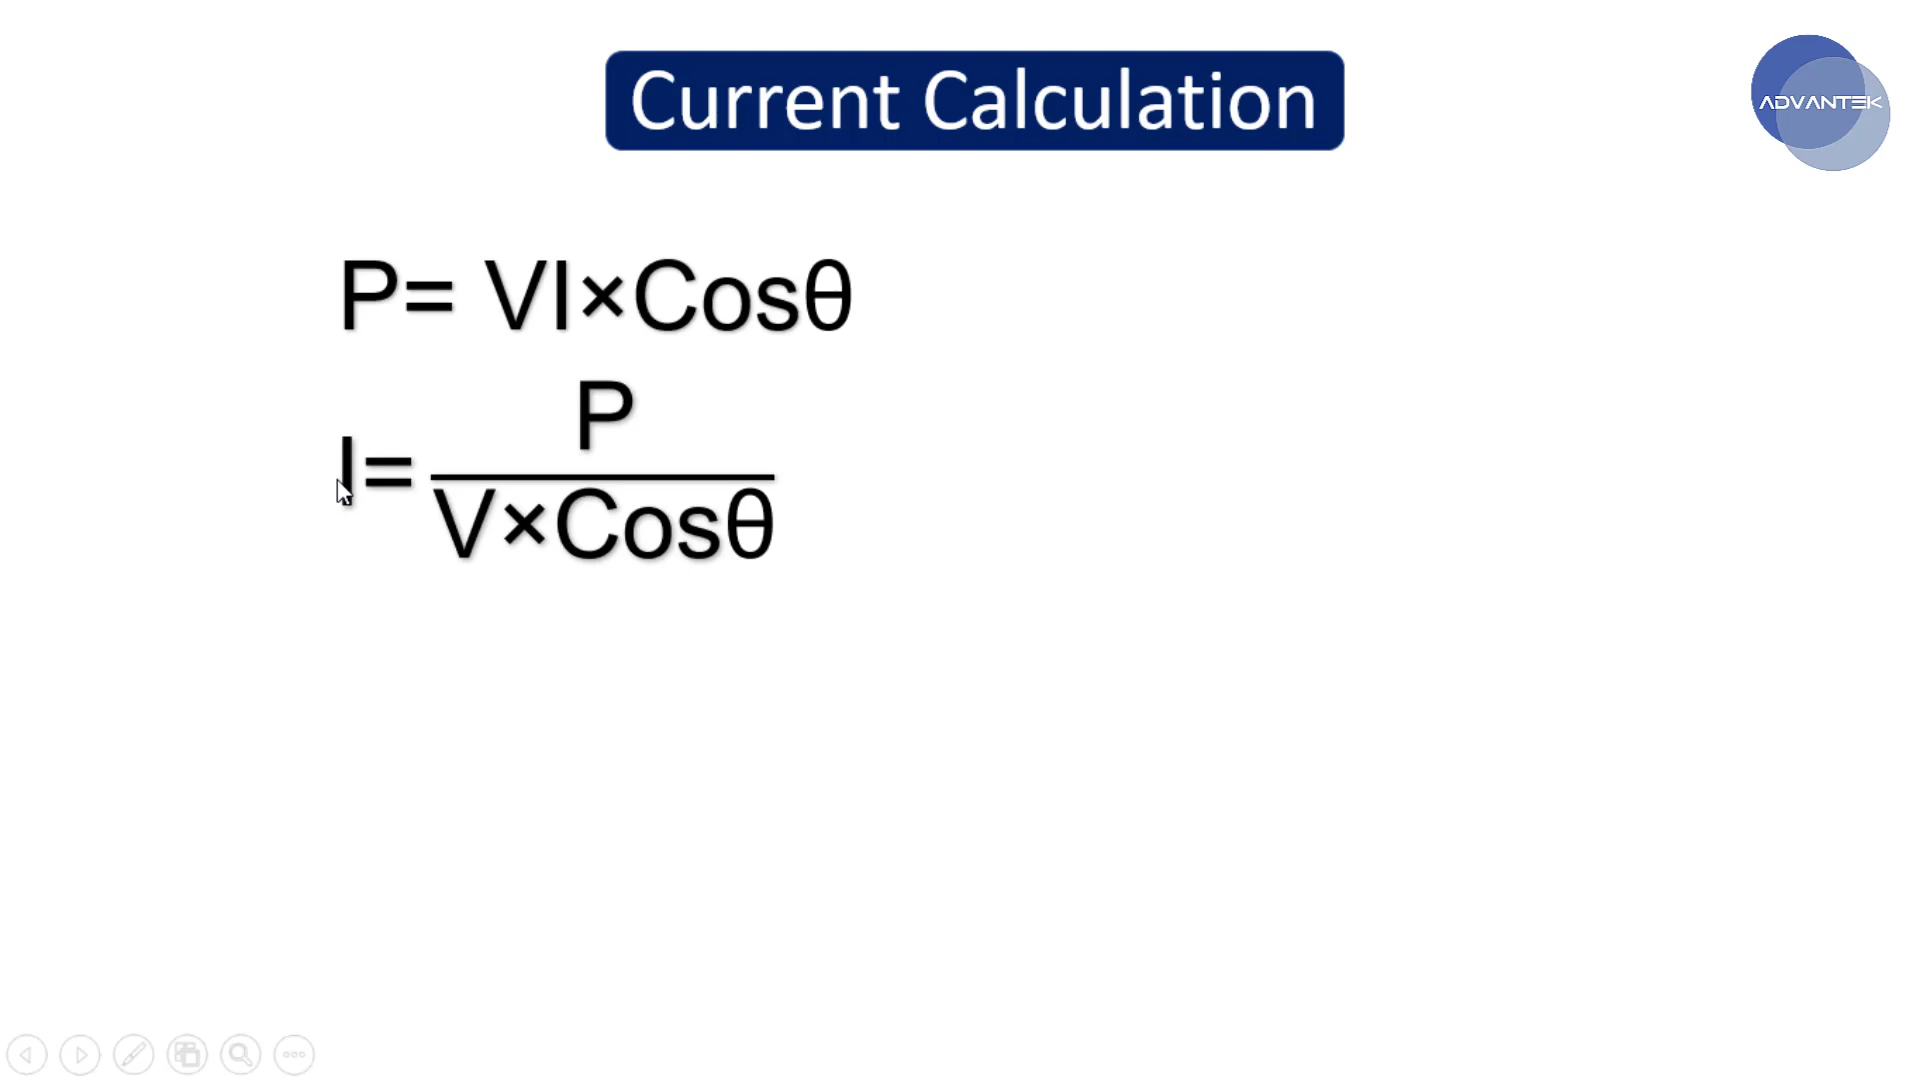 Current Calculation
ADVANTEK
P= VI×Cosθ
I= P
V×Cosθ